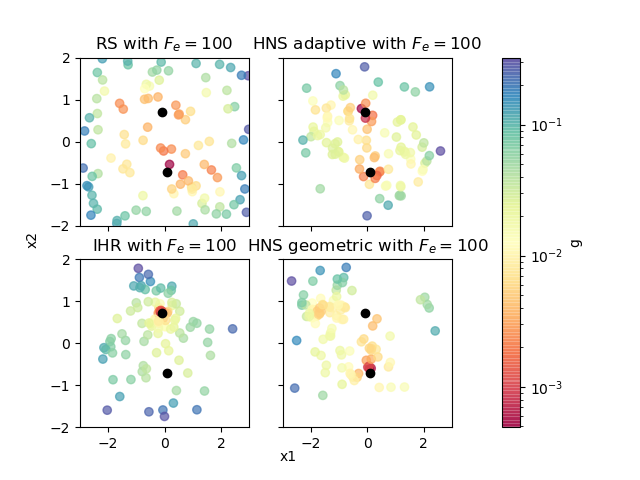 RS with $F_e = 100$
HNS adaptive with $F_e = 100$
2
1
0
−1
−2
x2
IHR with $F_e = 100$
HNS geometric with $F_e = 100$
2
1
0
−1
−2
−2 0 2
−2 0 2
x1
10⁻¹
10⁻²
10⁻³
g